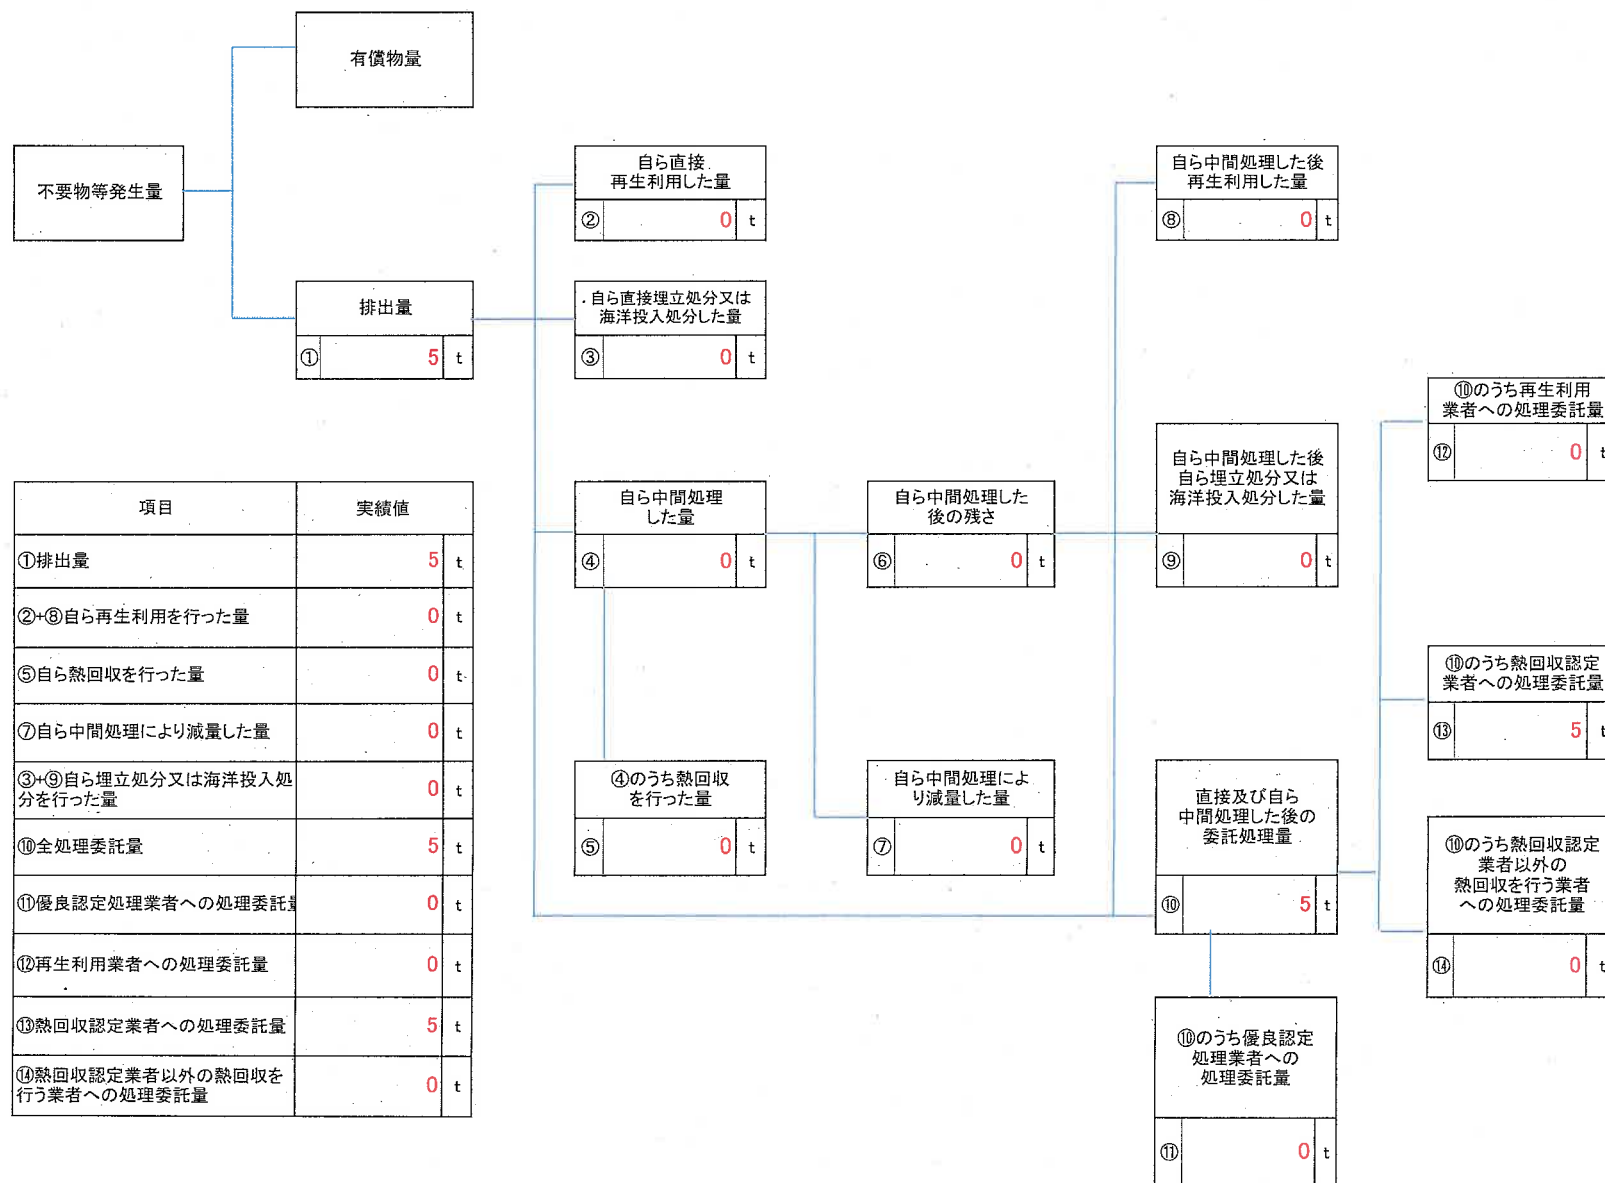 有償物量
不要物等発生量
排出量
① 5 t
自ら直接
再生利用した量
② 0 t
自ら直接埋立処分又は
海洋投入処分した量
③ 0 t
自ら中間処理
した量
④ 0 t
④のうち熱回収
を行った量
⑤ 0 t
自ら中間処理した
後の残さ
⑥ 0 t
自ら中間処理によ
り減量した量
⑦ 0 t
自ら中間処理した後
再生利用した量
⑧ 0 t
自ら中間処理した後
自ら埋立処分又は
海洋投入処分した量
⑨ 0 t
直接及び自ら
中間処理した後の
委託処理量
⑩ 5 t
⑩のうち優良認定
処理業者への
処理委託量
⑪ 0 t
⑩のうち再生利用
業者への処理委託量
⑫ 0 t
⑩のうち熱回収認定
業者への処理委託量
⑬ 5 t
⑩のうち熱回収認定
業者以外の
熱回収を行う業者
への処理委託量
⑭ 0 t
項目 実績値
①排出量 5 t
②+⑧自ら再生利用を行った量 0 t
⑤自ら熱回収を行った量 0 t
⑦自ら中間処理により減量した量 0 t
③+⑨自ら埋立処分又は海洋投入処
分を行った量 0 t
⑩全処理委託量 5 t
⑪優良認定処理業者への処理委託量 0 t
⑫再生利用業者への処理委託量 0 t
⑬熱回収認定業者への処理委託量 5 t
⑭熱回収認定業者以外の熱回収を
行う業者への処理委託量 0 t